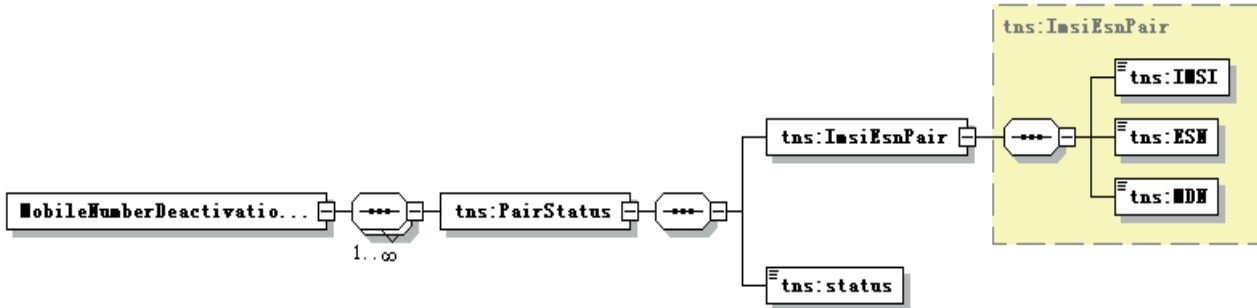 tns:ImsiEsnPair
tns:IMSI
tns:ImsiEsnPair
tns:ESN
MobileNumberDeactivatio...
tns:PairStatus
tns:MDN
1..∞
tns:status